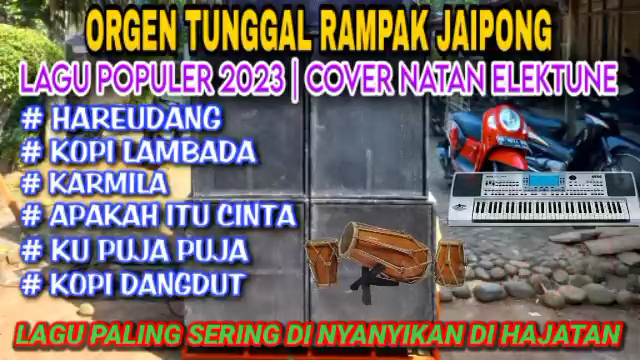 ORGEN TUNGGAL RAMPAK JAIPONG
LAGU POPULER 2023 | COVER NATAN ELEKTUNE
# HAREUDANG
# KOPI LAMBADA
# KARMILA
# APAKAH ITU CINTA
# KU PUJA PUJA
# KOPI DANGDUT
LAGU PALING SERING DI NYANYIKAN DI HAJATAN